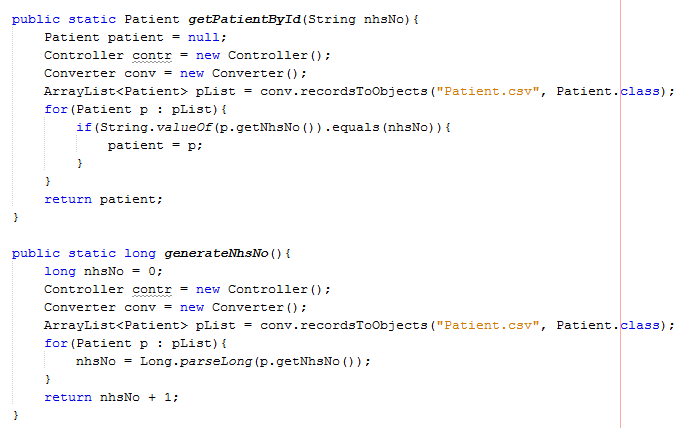 public static Patient getPatientById(String nhsNo){
    Patient patient = null;
    Controller contr = new Controller();
    Converter conv = new Converter();
    ArrayList<Patient> pList = conv.recordsToObjects("Patient.csv", Patient.class);
    for(Patient p : pList){
        if(String.valueOf(p.getNhsNo()).equals(nhsNo)){
            patient = p;
        }
    }
    return patient;
}

public static long generateNhsNo(){
    long nhsNo = 0;
    Controller contr = new Controller();
    Converter conv = new Converter();
    ArrayList<Patient> pList = conv.recordsToObjects("Patient.csv", Patient.class);
    for(Patient p : pList){
        nhsNo = Long.parseLong(p.getNhsNo());
    }
    return nhsNo + 1;
}